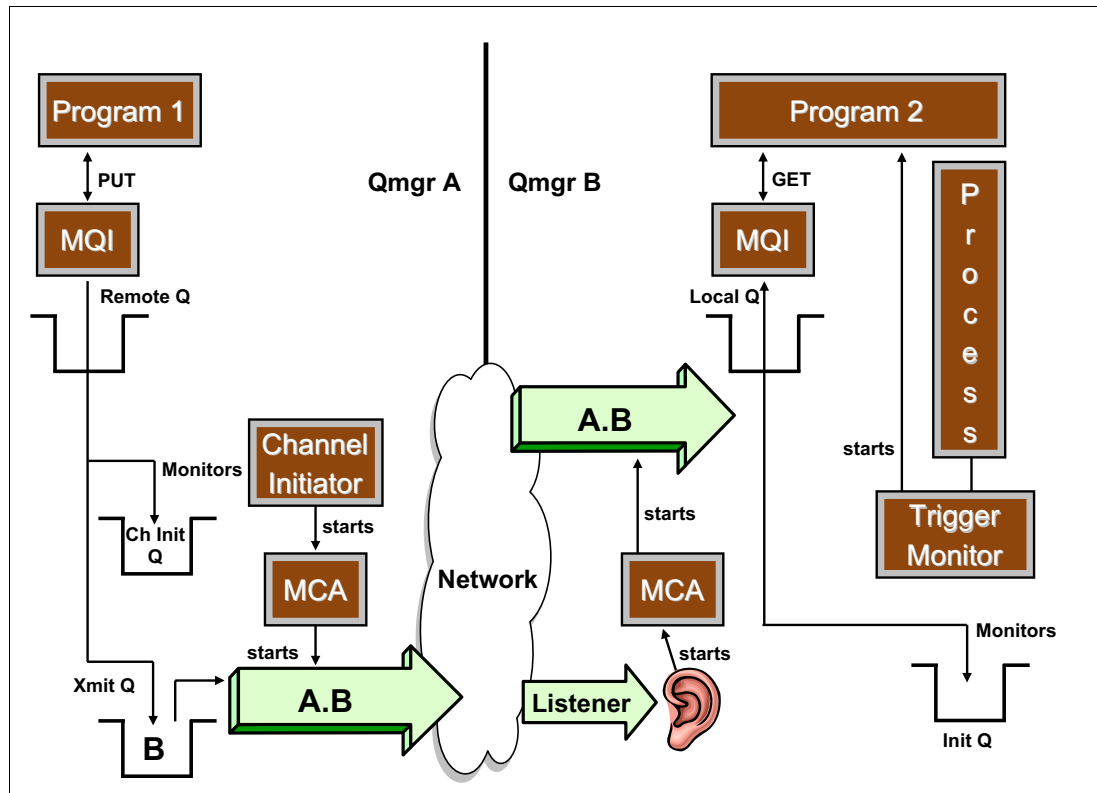 Program 1
PUT
MQI
Remote Q
Monitors
Ch Init
Q
Channel
Initiator
starts
MCA
starts
Xmit Q
B
A.B
Qmgr A
Qmgr B
Network
A.B
Listener
starts
MCA
starts
Program 2
GET
MQI
Local Q
P
r
o
c
e
s
s
starts
Trigger
Monitor
Monitors
Init Q